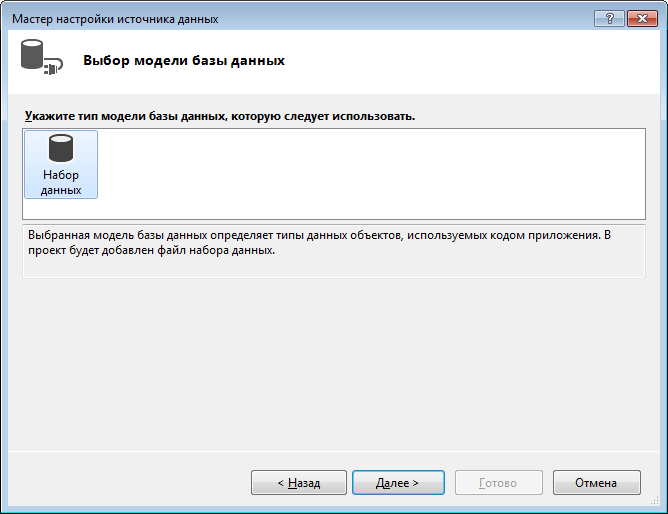 Мастер настройки источника данных
?
Выбор модели базы данных
Укажите тип модели базы данных, которую следует использовать.
Набор
данных
Выбранная модель базы данных определяет типы данных объектов, используемых кодом приложения. В
проект будет добавлен файл набора данных.
< Назад Далее > Готово Отмена